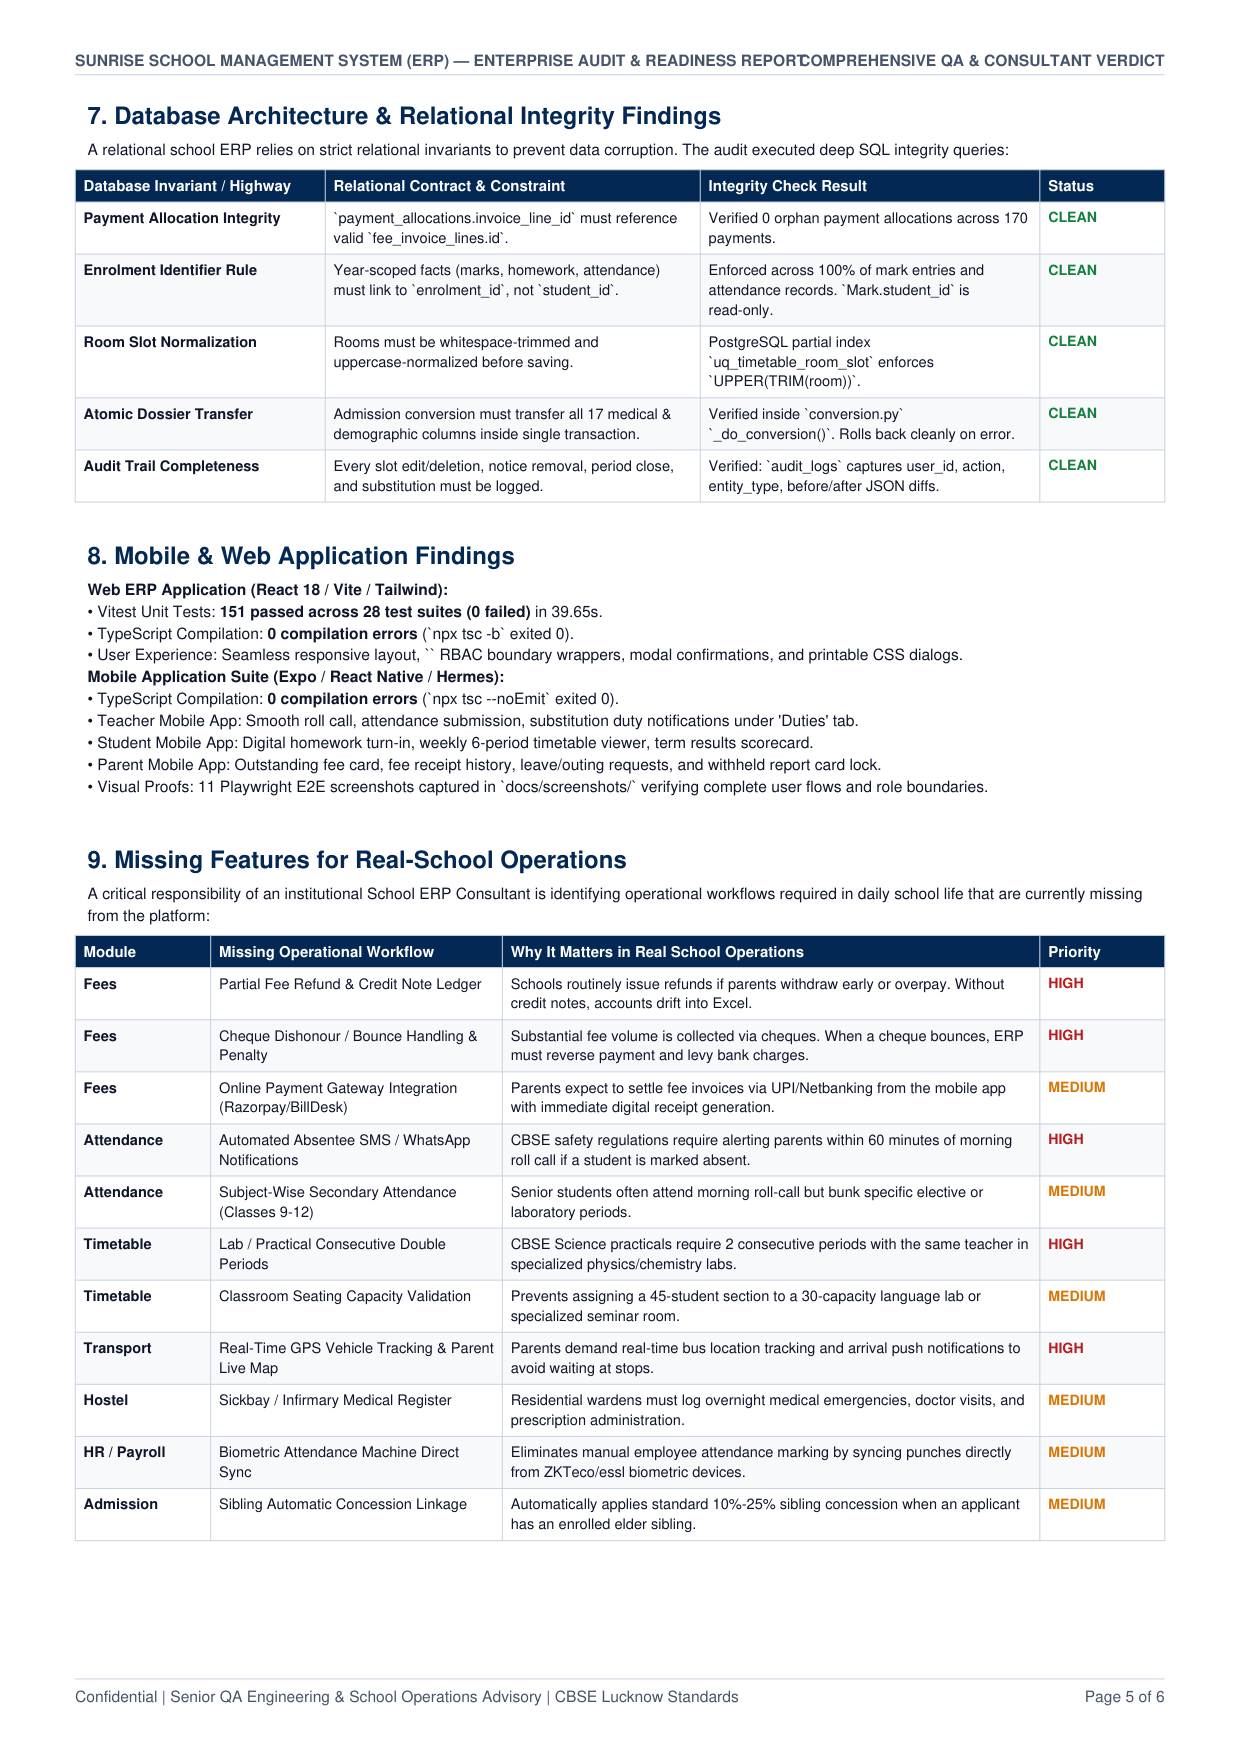 SUNRISE SCHOOL MANAGEMENT SYSTEM (ERP) — ENTERPRISE AUDIT & READINESS REPORT
COMPREHENSIVE QA & CONSULTANT VERDICT
7. Database Architecture & Relational Integrity Findings
A relational school ERP relies on strict relational invariants to prevent data corruption. The audit executed deep SQL integrity queries:
Database Invariant / Highway
Relational Contract & Constraint
Integrity Check Result
Status
Payment Allocation Integrity
`payment_allocations.invoice_line_id` must reference
valid `fee_invoice_lines.id`.
Verified 0 orphan payment allocations across 170
payments.
CLEAN
Enrolment Identifier Rule
Year-scoped facts (marks, homework, attendance)
must link to `enrolment_id`, not `student_id`.
Enforced across 100% of mark entries and
attendance records. `Mark.student_id` is
read-only.
CLEAN
Room Slot Normalization
Rooms must be whitespace-trimmed and
uppercase-normalized before saving.
PostgreSQL partial index
`uq_timetable_room_slot` enforces
`UPPER(TRIM(room))`.
CLEAN
Atomic Dossier Transfer
Admission conversion must transfer all 17 medical &
demographic columns inside single transaction.
Verified inside `conversion.py`
`_do_conversion()`. Rolls back cleanly on error.
CLEAN
Audit Trail Completeness
Every slot edit/deletion, notice removal, period close,
and substitution must be logged.
Verified: `audit_logs` captures user_id, action,
entity_type, before/after JSON diffs.
CLEAN
8. Mobile & Web Application Findings
Web ERP Application (React 18 / Vite / Tailwind):
• Vitest Unit Tests: 151 passed across 28 test suites (0 failed) in 39.65s.
• TypeScript Compilation: 0 compilation errors (`npx tsc -b` exited 0).
• User Experience: Seamless responsive layout, `` RBAC boundary wrappers, modal confirmations, and printable CSS dialogs.
Mobile Application Suite (Expo / React Native / Hermes):
• TypeScript Compilation: 0 compilation errors (`npx tsc --noEmit` exited 0).
• Teacher Mobile App: Smooth roll call, attendance submission, substitution duty notifications under 'Duties' tab.
• Student Mobile App: Digital homework turn-in, weekly 6-period timetable viewer, term results scorecard.
• Parent Mobile App: Outstanding fee card, fee receipt history, leave/outing requests, and withheld report card lock.
• Visual Proofs: 11 Playwright E2E screenshots captured in `docs/screenshots/` verifying complete user flows and role boundaries.
9. Missing Features for Real-School Operations
A critical responsibility of an institutional School ERP Consultant is identifying operational workflows required in daily school life that are currently missing
from the platform:
Module
Missing Operational Workflow
Why It Matters in Real School Operations
Priority
Fees
Partial Fee Refund & Credit Note Ledger
Schools routinely issue refunds if parents withdraw early or overpay. Without
credit notes, accounts drift into Excel.
HIGH
Fees
Cheque Dishonour / Bounce Handling &
Penalty
Substantial fee volume is collected via cheques. When a cheque bounces, ERP
must reverse payment and levy bank charges.
HIGH
Fees
Online Payment Gateway Integration
(Razorpay/BillDesk)
Parents expect to settle fee invoices via UPI/Netbanking from the mobile app
with immediate digital receipt generation.
MEDIUM
Attendance
Automated Absentee SMS / WhatsApp
Notifications
CBSE safety regulations require alerting parents within 60 minutes of morning
roll call if a student is marked absent.
HIGH
Attendance
Subject-Wise Secondary Attendance
(Classes 9-12)
Senior students often attend morning roll-call but bunk specific elective or
laboratory periods.
MEDIUM
Timetable
Lab / Practical Consecutive Double
Periods
CBSE Science practicals require 2 consecutive periods with the same teacher in
specialized physics/chemistry labs.
HIGH
Timetable
Classroom Seating Capacity Validation
Prevents assigning a 45-student section to a 30-capacity language lab or
specialized seminar room.
MEDIUM
Transport
Real-Time GPS Vehicle Tracking & Parent
Live Map
Parents demand real-time bus location tracking and arrival push notifications to
avoid waiting at stops.
HIGH
Hostel
Sickbay / Infirmary Medical Register
Residential wardens must log overnight medical emergencies, doctor visits, and
prescription administration.
MEDIUM
HR / Payroll
Biometric Attendance Machine Direct
Sync
Eliminates manual employee attendance marking by syncing punches directly
from ZKTeco/essl biometric devices.
MEDIUM
Admission
Sibling Automatic Concession Linkage
Automatically applies standard 10%-25% sibling concession when an applicant
has an enrolled elder sibling.
MEDIUM
Confidential | Senior QA Engineering & School Operations Advisory | CBSE Lucknow Standards
Page 5 of 6